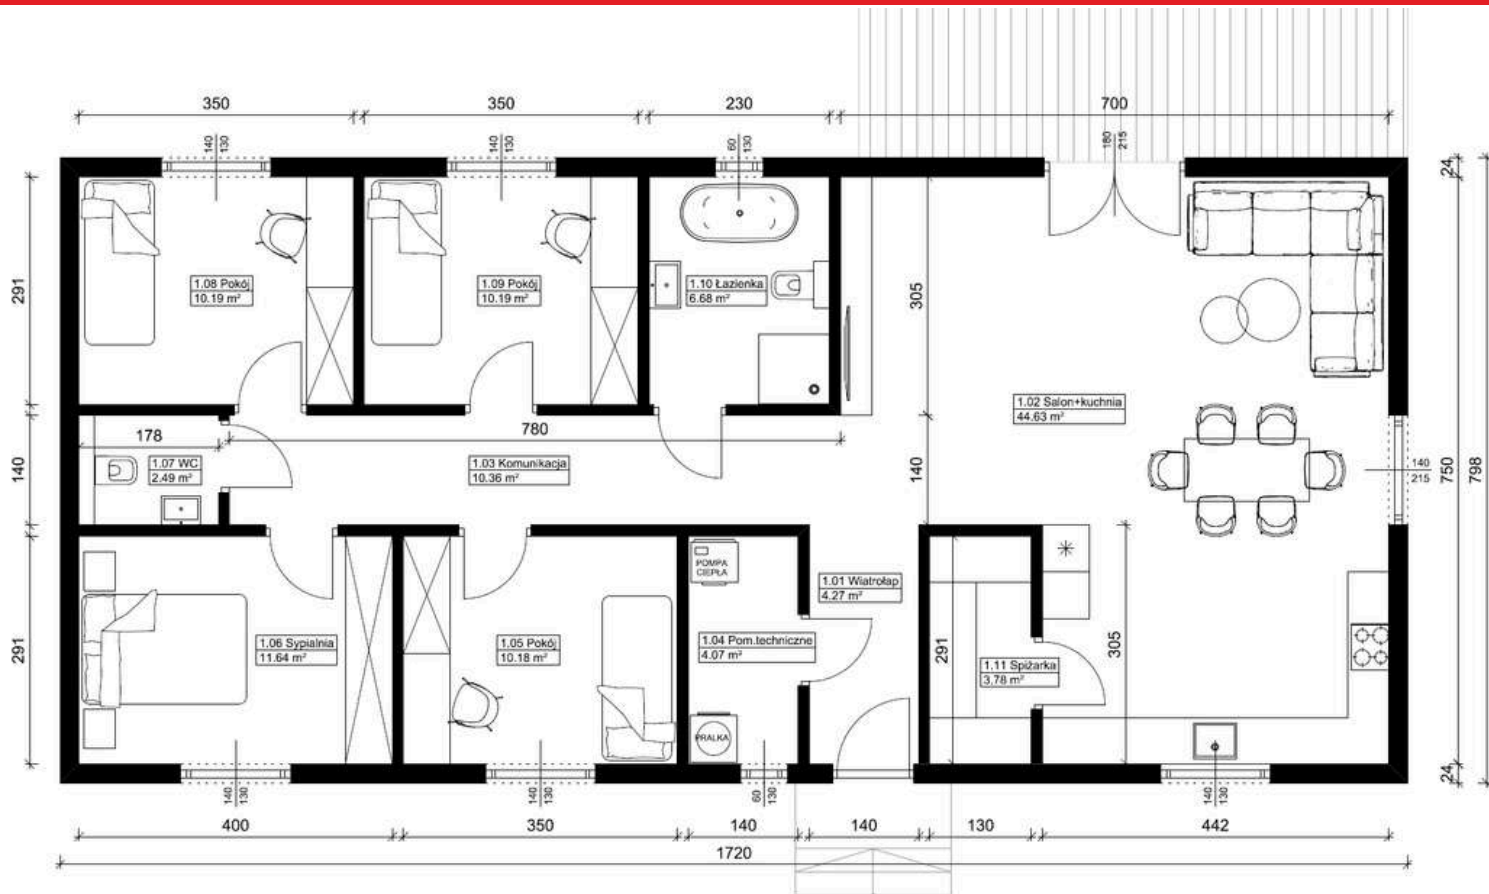 350
350
230
700
140
130
140
130
60
130
180
215
24
291
1.08 Pokój
10.19 m²
1.09 Pokój
10.19 m²
1.10 Łazienka
6.68 m²
305
1.02 Salon+kuchnia
44.63 m²
178
780
140
1.07 WC
2.49 m²
1.03 Komunikacja
10.36 m²
140
140
215
750
798
POMPA
CIEPŁA
1.01 Wiatrołap
4.27 m²
291
1.06 Sypialnia
11.64 m²
1.05 Pokój
10.18 m²
1.04 Pom.techniczne
4.07 m²
291
1.11 Spiżarka
3.78 m²
305
PRALKA
24
140
130
140
130
60
130
140
130
400
350
140
140
130
442
1720